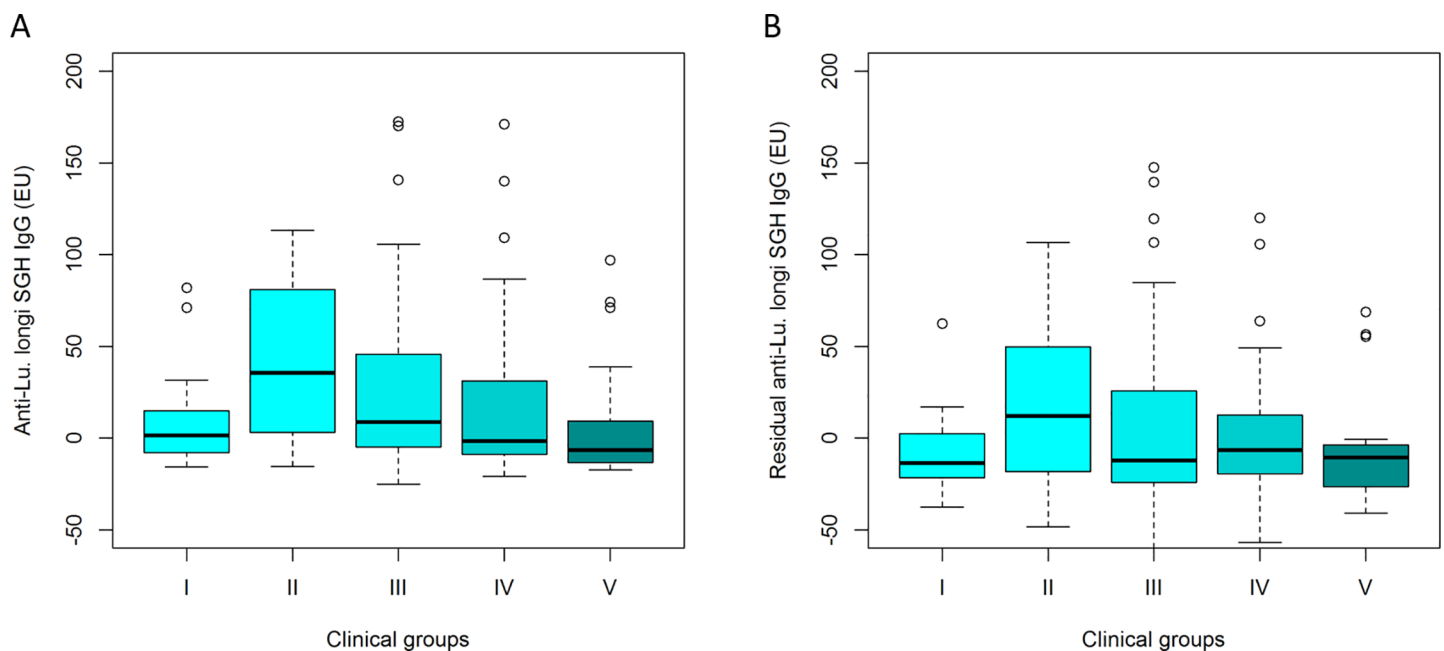 A
Anti-Lu. longi SGH IgG (EU)
200
150
100
50
0
-50
I II III IV V
Clinical groups
B
Residual anti-Lu. longi SGH IgG (EU)
200
150
100
50
0
-50
I II III IV V
Clinical groups